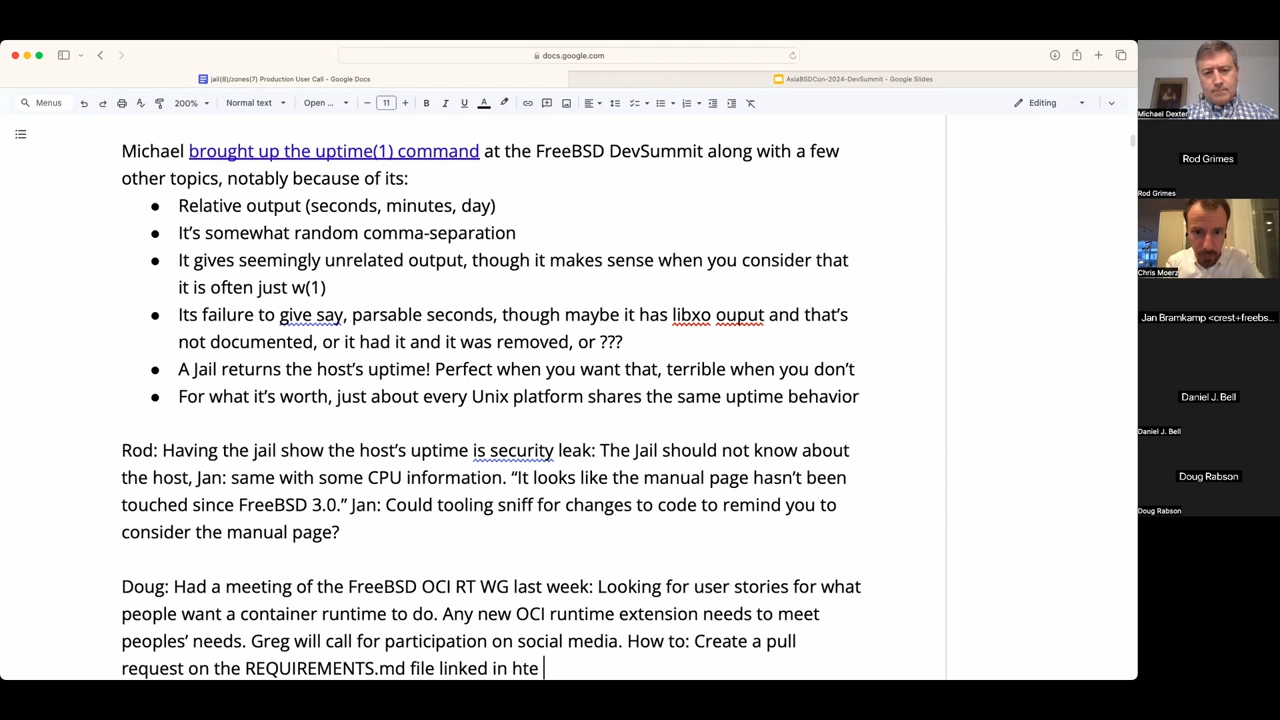 docs.google.com
jail(8)/zones(7) Production User Call - Google Docs
AsiaBSDCon-2024-DevSummit - Google Slides
Menus
200%
Normal text
Open ...
11
Editing
Michael brought up the uptime(1) command at the FreeBSD DevSummit along with a few
other topics, notably because of its:
● Relative output (seconds, minutes, day)
● It's somewhat random comma-separation
● It gives seemingly unrelated output, though it makes sense when you consider that
it is often just w(1)
● Its failure to give say, parsable seconds, though maybe it has libxo ouput and that's
not documented, or it had it and it was removed, or ???
● A Jail returns the host's uptime! Perfect when you want that, terrible when you don't
● For what it's worth, just about every Unix platform shares the same uptime behavior
Rod: Having the jail show the host's uptime is security leak: The Jail should not know about
the host, Jan: same with some CPU information. “It looks like the manual page hasn't been
touched since FreeBSD 3.0.” Jan: Could tooling sniff for changes to code to remind you to
consider the manual page?
Doug: Had a meeting of the FreeBSD OCI RT WG last week: Looking for user stories for what
people want a container runtime to do. Any new OCI runtime extension needs to meet
peoples' needs. Greg will call for participation on social media. How to: Create a pull
request on the REQUIREMENTS.md file linked in hte
Michael Dexter
Rod Grimes
Rod Grimes
Chris Moerz
Jan Bramkamp <crest+freebs...
Daniel J. Bell
Daniel J. Bell
Doug Rabson
Doug Rabson